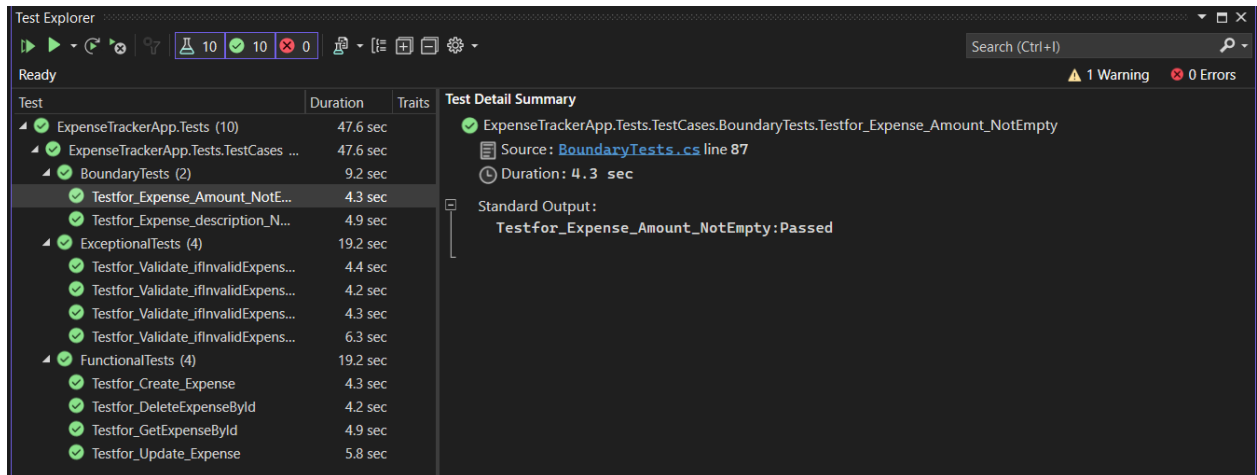 Test Explorer
10 10 0
Search (Ctrl+I)
Ready
1 Warning 0 Errors
Test Duration Traits
ExpenseTrackerApp.Tests (10) 47.6 sec
ExpenseTrackerApp.Tests.TestCases ... 47.6 sec
BoundaryTests (2) 9.2 sec
Testfor_Expense_Amount_NotE... 4.3 sec
Testfor_Expense_description_N... 4.9 sec
ExceptionalTests (4) 19.2 sec
Testfor_Validate_ifInvalidExpens... 4.4 sec
Testfor_Validate_ifInvalidExpens... 4.2 sec
Testfor_Validate_ifInvalidExpens... 4.3 sec
Testfor_Validate_ifInvalidExpens... 6.3 sec
FunctionalTests (4) 19.2 sec
Testfor_Create_Expense 4.3 sec
Testfor_DeleteExpenseById 4.2 sec
Testfor_GetExpenseById 4.9 sec
Testfor_Update_Expense 5.8 sec
Test Detail Summary
ExpenseTrackerApp.Tests.TestCases.BoundaryTests.Testfor_Expense_Amount_NotEmpty
Source: BoundaryTests.cs line 87
Duration: 4.3 sec
Standard Output:
Testfor_Expense_Amount_NotEmpty:Passed